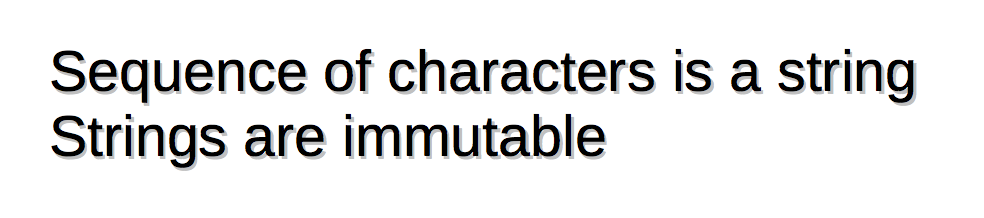 Sequence of characters is a string
Strings are immutable